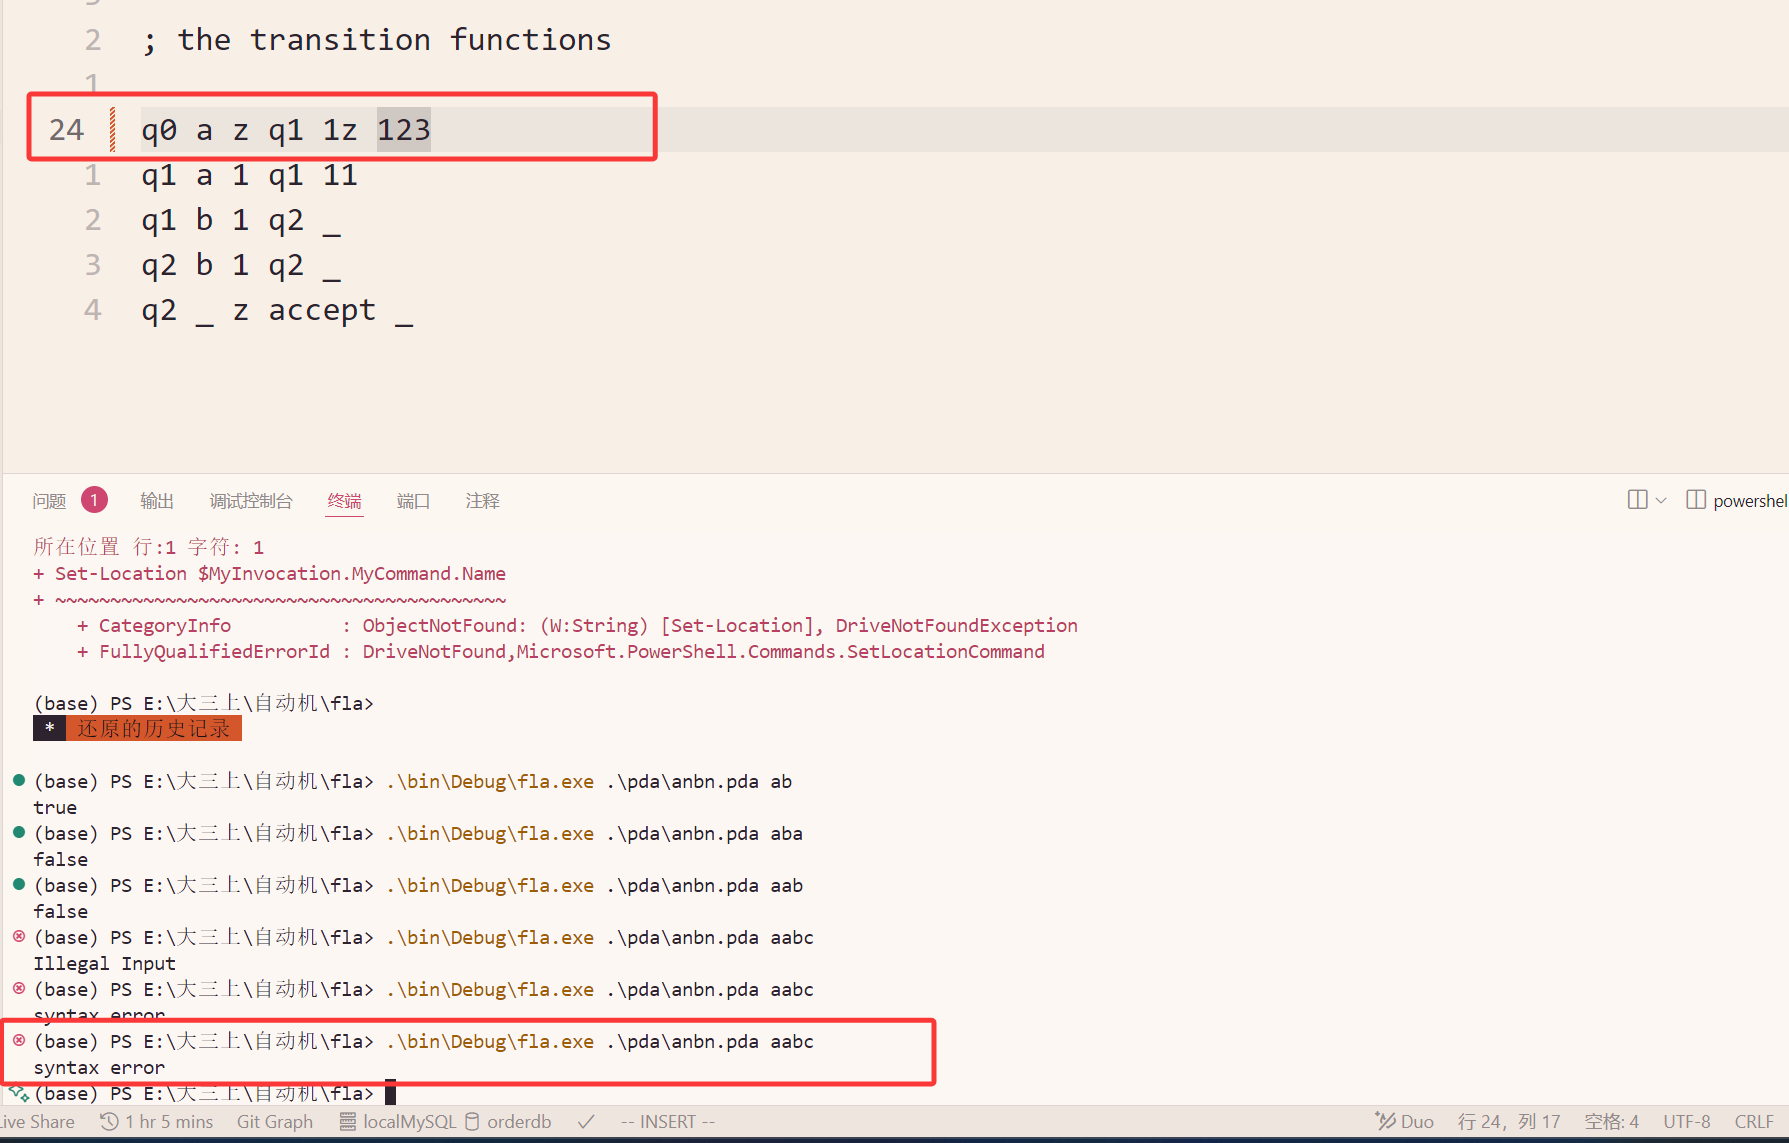 2 ; the transition functions
1
24 q0 a z q1 1z 123
1 q1 a 1 q1 11
2 q1 b 1 q2 _
3 q2 b 1 q2 _
4 q2 _ z accept _
问题 1 输出 调试控制台 终端 端口 注释 powershel
所在位置 行:1 字符: 1
+ Set-Location $MyInvocation.MyCommand.Name
+ ~~~~~~~~~~~~~~~~~~~~~~~~~~~~~~~~~~~~~~~~~
+ CategoryInfo : ObjectNotFound: (W:String) [Set-Location], DriveNotFoundException
+ FullyQualifiedErrorId : DriveNotFound,Microsoft.PowerShell.Commands.SetLocationCommand
(base) PS E:\大三上\自动机\fla>
* 还原的历史记录
(base) PS E:\大三上\自动机\fla> .\bin\Debug\fla.exe .\pda\anbn.pda ab
true
(base) PS E:\大三上\自动机\fla> .\bin\Debug\fla.exe .\pda\anbn.pda aba
false
(base) PS E:\大三上\自动机\fla> .\bin\Debug\fla.exe .\pda\anbn.pda aab
false
(base) PS E:\大三上\自动机\fla> .\bin\Debug\fla.exe .\pda\anbn.pda aabc
Illegal Input
(base) PS E:\大三上\自动机\fla> .\bin\Debug\fla.exe .\pda\anbn.pda aabc
syntax error
(base) PS E:\大三上\自动机\fla> .\bin\Debug\fla.exe .\pda\anbn.pda aabc
syntax error
(base) PS E:\大三上\自动机\fla>
Live Share 1 hr 5 mins Git Graph localMySQL orderdb -- INSERT -- Duo 行 24，列 17 空格: 4 UTF-8 CRLF